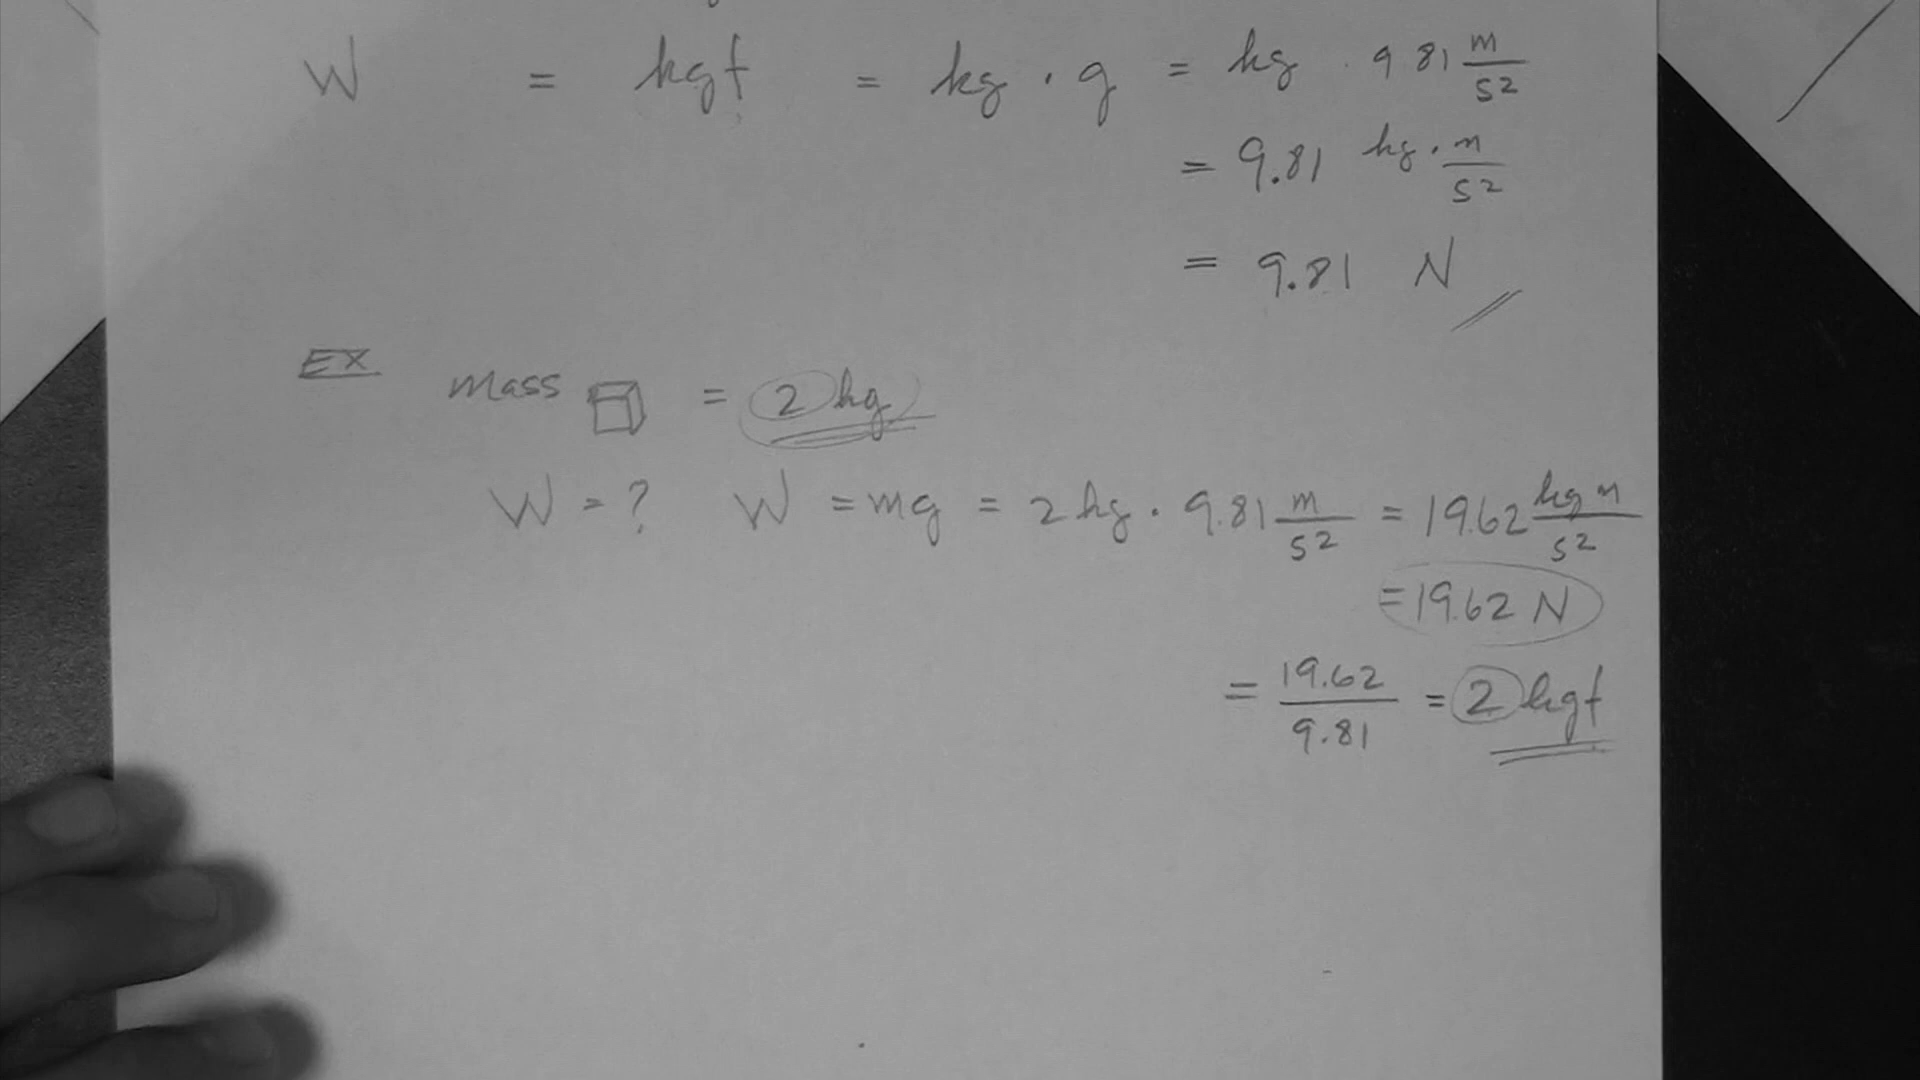 W = kgf = kg · g = kg · 9.81 m/s²
= 9.81 kg · m/s²
= 9.81 N
EX mass = 2 kg
W = ? W = mg = 2 kg · 9.81 m/s² = 19.62 kg m/s²
= 19.62 N
= 19.62/9.81 = 2 kgf